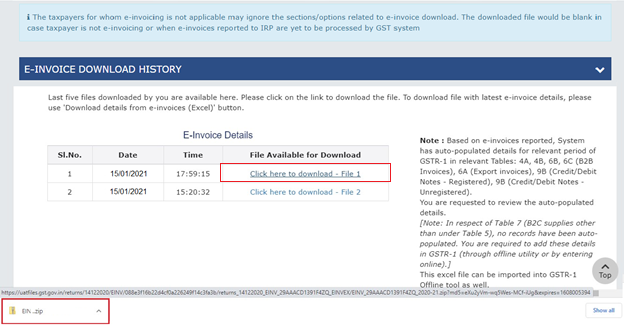 i The taxpayers for whom e-invoicing is not applicable may ignore the sections/options related to e-invoice download. The downloaded file would be blank in
case taxpayer is not e-invoicing or when e-invoices reported to IRP are yet to be processed by GST system
E-INVOICE DOWNLOAD HISTORY
Last five files downloaded by you are available here. Please click on the link to download the file. To download file with latest e-invoice details, please
use 'Download details from e-invoices (Excel)' button.
E-Invoice Details
Sl.No. Date Time File Available for Download
1 15/01/2021 17:59:15 Click here to download - File 1
2 15/01/2021 15:20:32 Click here to download - File 2
Note : Based on e-invoices reported, System
has auto-populated details for relevant period of
GSTR-1 in relevant Tables: 4A, 4B, 6B, 6C (B2B
Invoices), 6A (Export invoices), 9B (Credit/Debit
Notes - Registered), 9B (Credit/Debit Notes -
Unregistered).
You are requested to review the auto-populated
details.
[Note: In respect of Table 7 (B2C supplies other
than under Table 5), no records have been auto-
populated. You are required to add these details
in GSTR-1 (through offline utility or by entering
online).]
This excel file can be imported into GSTR-1
Offline tool as well.
Top
EIN...zip
Show all